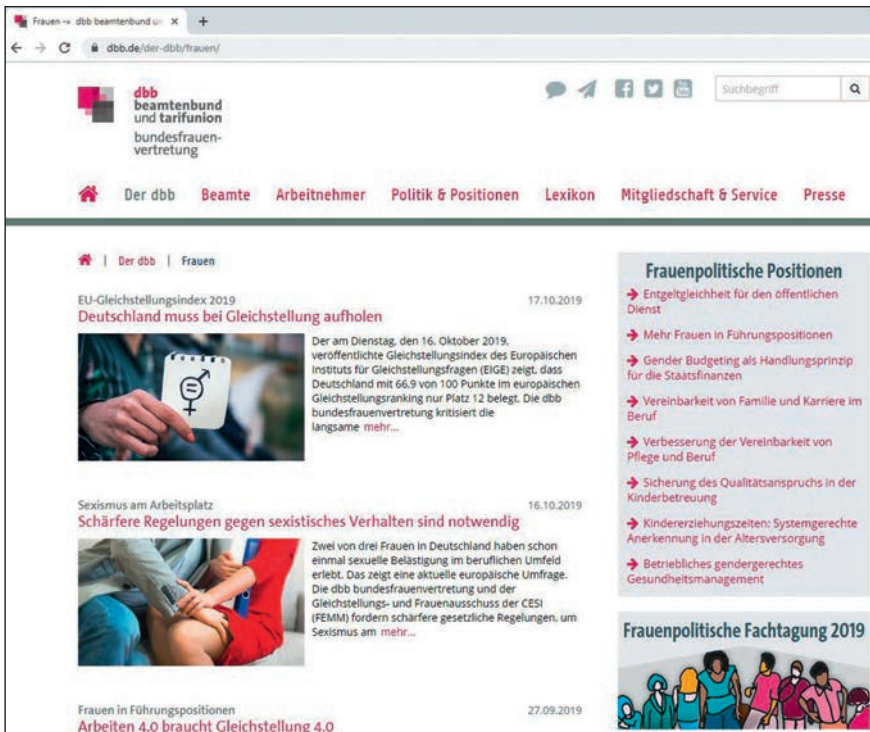 Frauen -» dbb beamtenbund un
dbb.de/der-dbb/frauen/
dbb
beamtenbund
und tarifunion
bundesfrauen-
vertretung
Suchbegriff
Der dbb Beamte Arbeitnehmer Politik & Positionen Lexikon Mitgliedschaft & Service Presse
| Der dbb | Frauen
EU-Gleichstellungsindex 2019 17.10.2019
Deutschland muss bei Gleichstellung aufholen
Der am Dienstag, den 16. Oktober 2019,
veröffentlichte Gleichstellungsindex des Europäischen
Instituts für Gleichstellungsfragen (EIGE) zeigt, dass
Deutschland mit 66,9 von 100 Punkte im europäischen
Gleichstellungsranking nur Platz 12 belegt. Die dbb
bundesfrauenvertretung kritisiert die
langsame mehr...
Sexismus am Arbeitsplatz 16.10.2019
Schärfere Regelungen gegen sexistisches Verhalten sind notwendig
Zwei von drei Frauen in Deutschland haben schon
einmal sexuelle Belästigung im beruflichen Umfeld
erlebt. Das zeigt eine aktuelle europäische Umfrage.
Die dbb bundesfrauenvertretung und der
Gleichstellungs- und Frauenausschuss der CESI
(FEMM) fordern schärfere gesetzliche Regelungen, um
Sexismus am mehr...
Frauen in Führungspositionen 27.09.2019
Arbeiten 4.0 braucht Gleichstellung 4.0
Frauenpolitische Positionen
Entgeltgleichheit für den öffentlichen
Dienst
Mehr Frauen in Führungspositionen
Gender Budgeting als Handlungsprinzip
für die Staatsfinanzen
Vereinbarkeit von Familie und Karriere im
Beruf
Verbesserung der Vereinbarkeit von
Pflege und Beruf
Sicherung des Qualitätsanspruchs in der
Kinderbetreuung
Kindererziehungszeiten: Systemgerechte
Anerkennung in der Altersversorgung
Betriebliches gendergerechtes
Gesundheitsmanagement
Frauenpolitische Fachtagung 2019